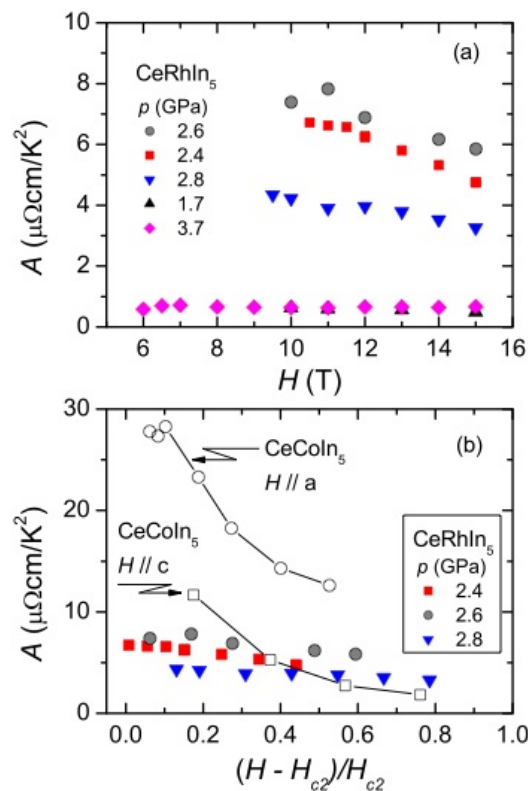 (a)
CeRhIn5
p (GPa)
2.6
2.4
2.8
1.7
3.7
10
8
6
4
2
0
A (μΩcm/K²)
6 8 10 12 14 16
H (T)
(b)
30
20
10
0
A (μΩcm/K²)
CeCoIn5
H // a
CeCoIn5
H // c
CeRhIn5
p (GPa)
2.4
2.6
2.8
0.0 0.2 0.4 0.6 0.8 1.0
(H - Hc2)/Hc2